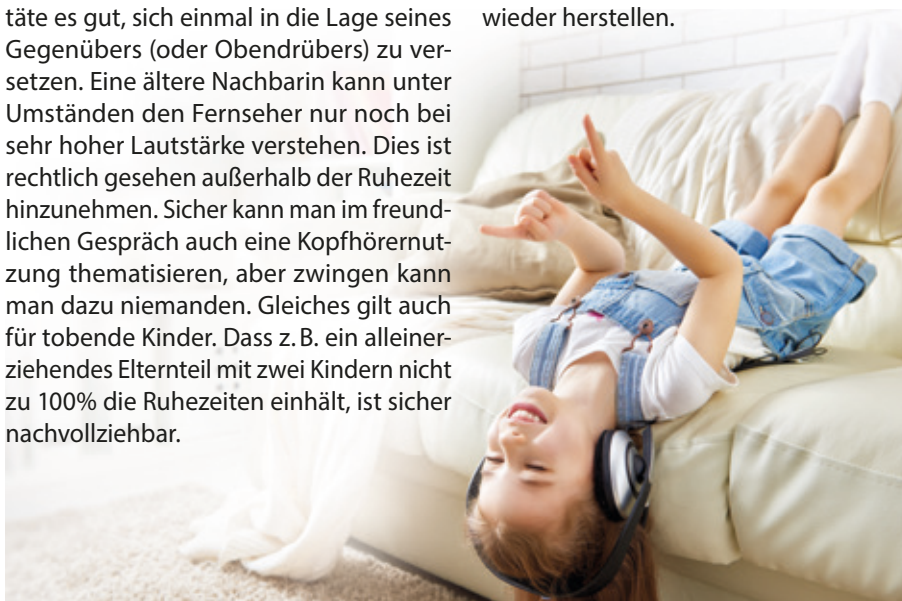 täte es gut, sich einmal in die Lage seines
Gegenübers (oder Obendrübers) zu ver-
setzen. Eine ältere Nachbarin kann unter
Umständen den Fernseher nur noch bei
sehr hoher Lautstärke verstehen. Dies ist
rechtlich gesehen außerhalb der Ruhezeit
hinzunehmen. Sicher kann man im freund-
lichen Gespräch auch eine Kopfhörernut-
zung thematisieren, aber zwingen kann
man dazu niemanden. Gleiches gilt auch
für tobende Kinder. Dass z. B. ein alleiner-
ziehendes Elternteil mit zwei Kindern nicht
zu 100% die Ruhezeiten einhält, ist sicher
nachvollziehbar.
wieder herstellen.